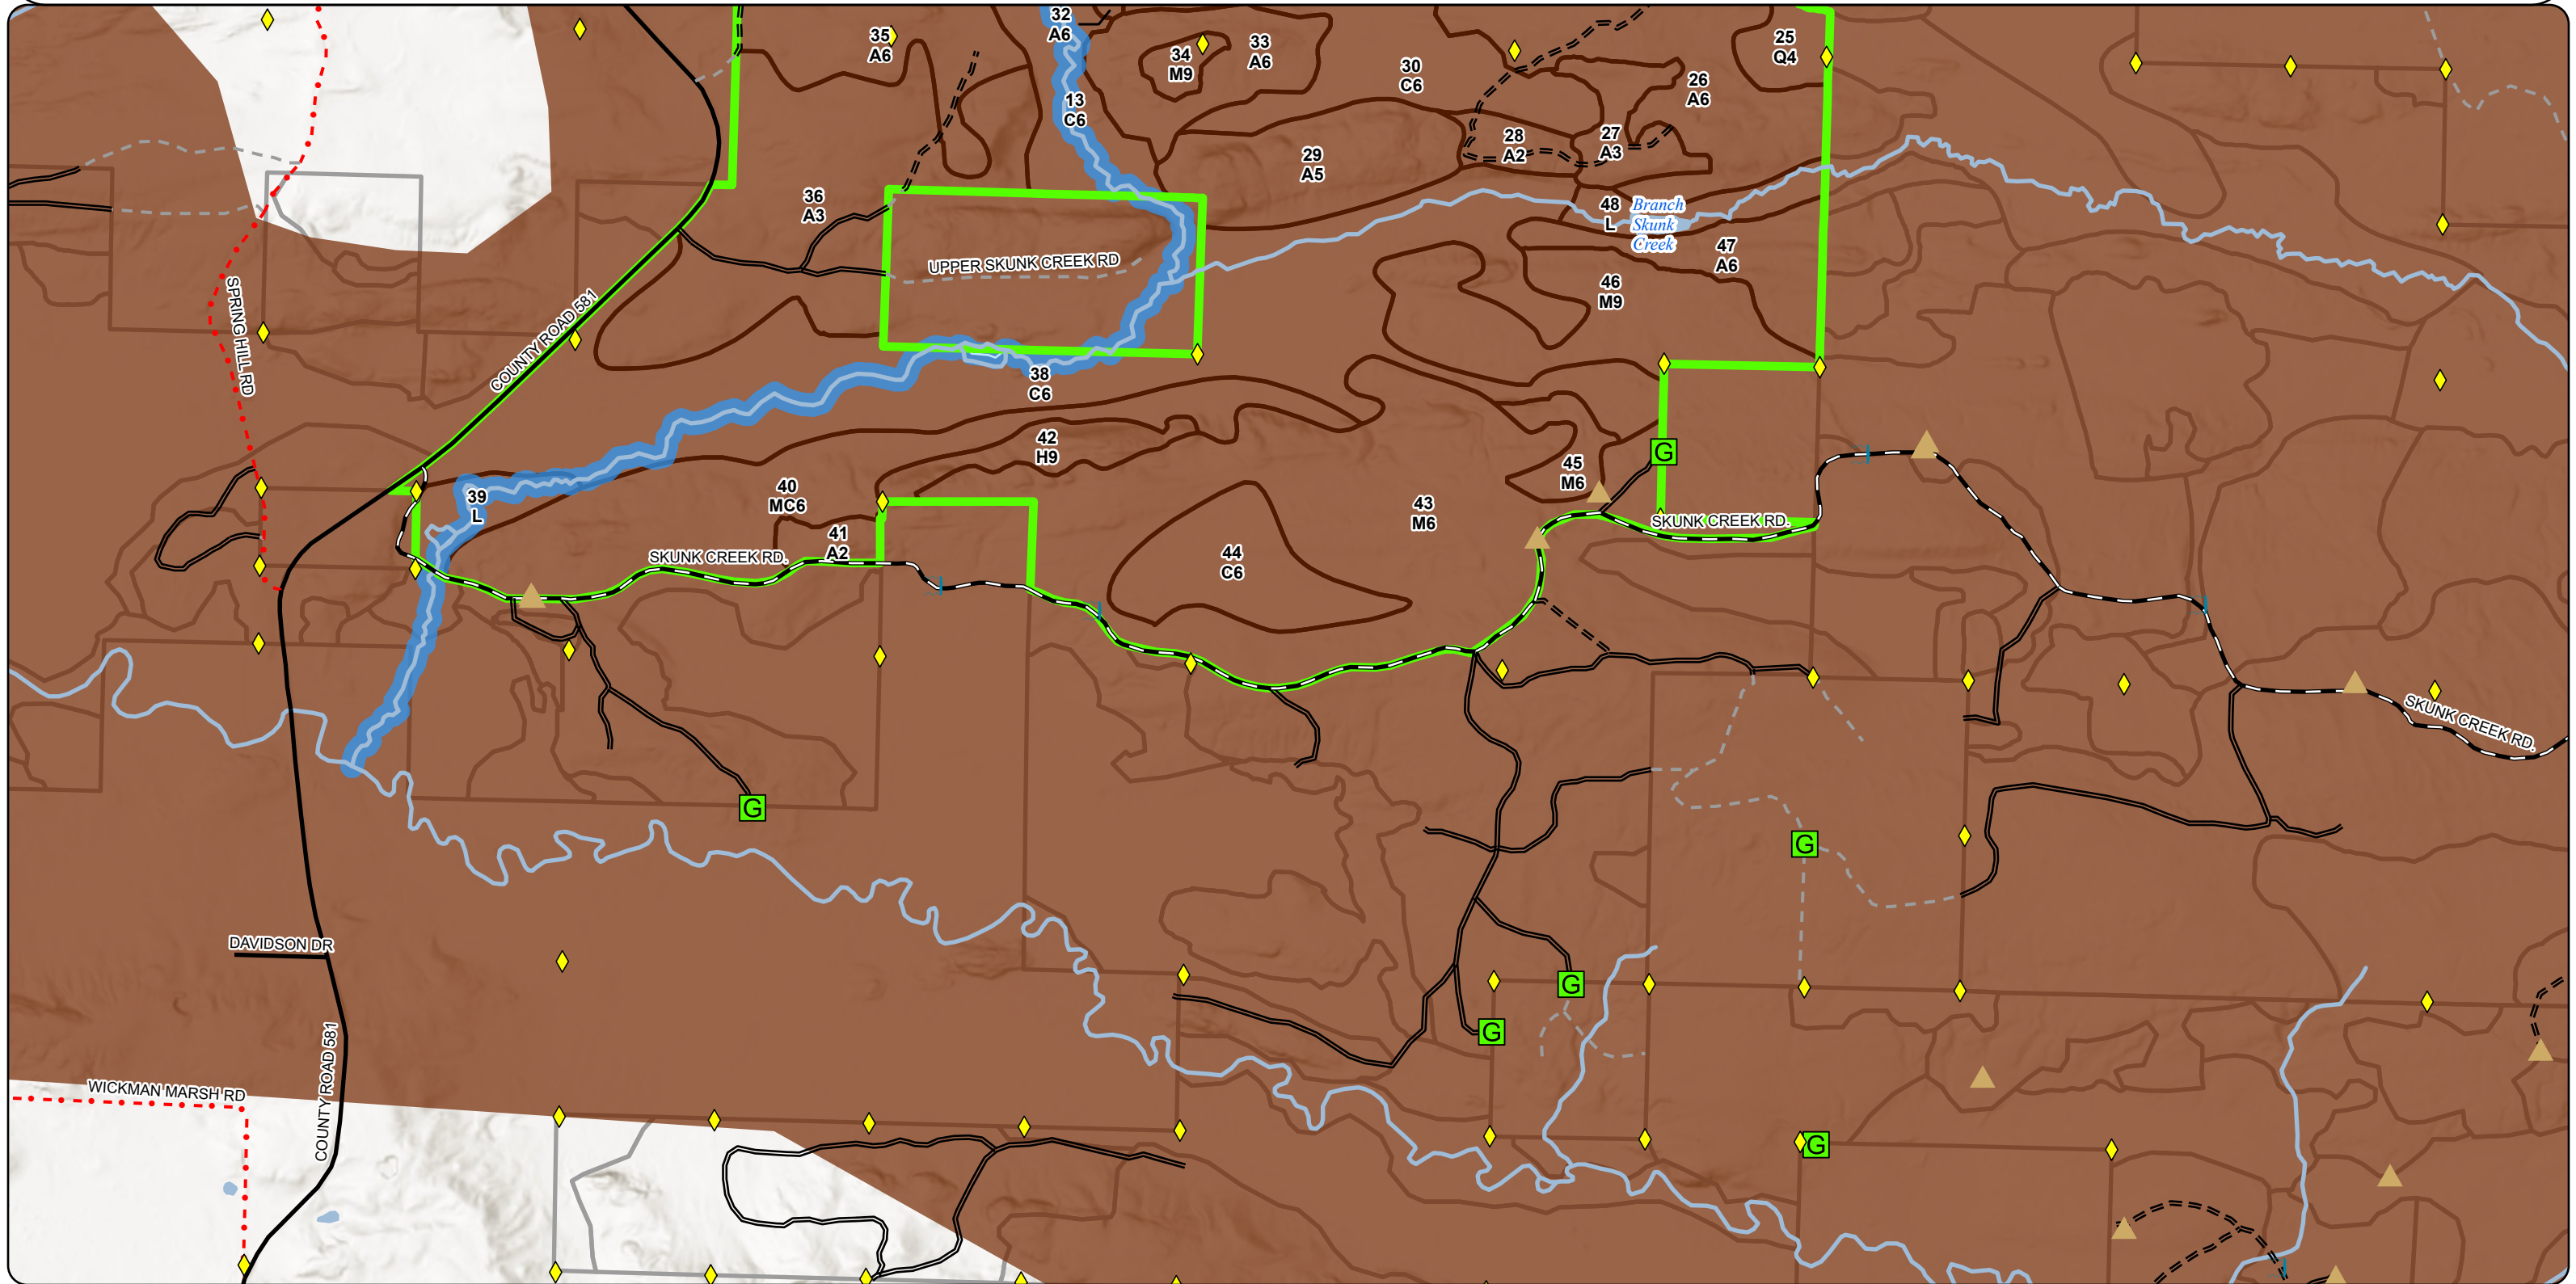 32
A6
35
A6
34
M9
33
A6
30
C6
25
Q4
26
A6
13
C6
28
A2
27
A3
29
A5
36
A3
48
L
Branch
Skunk
Creek
47
A6
46
M9
UPPER SKUNK CREEK RD
SPRING HILL RD
COUNTY ROAD 581
38
C6
42
H9
40
MC6
39
L
41
A2
45
M6
43
M6
44
C6
G
SKUNK CREEK RD.
SKUNK CREEK RD.
SKUNK CREEK RD.
G
G
G
G
G
DAVIDSON DR
COUNTY ROAD 581
WICKMAN MARSH RD